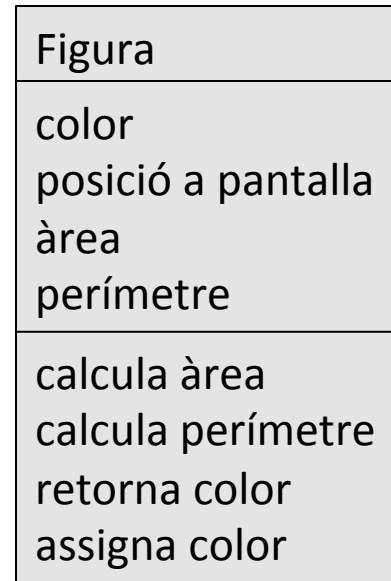 Figura
color
posició a pantalla
àrea
perímetre
calcula àrea
calcula perímetre
retorna color
assigna color